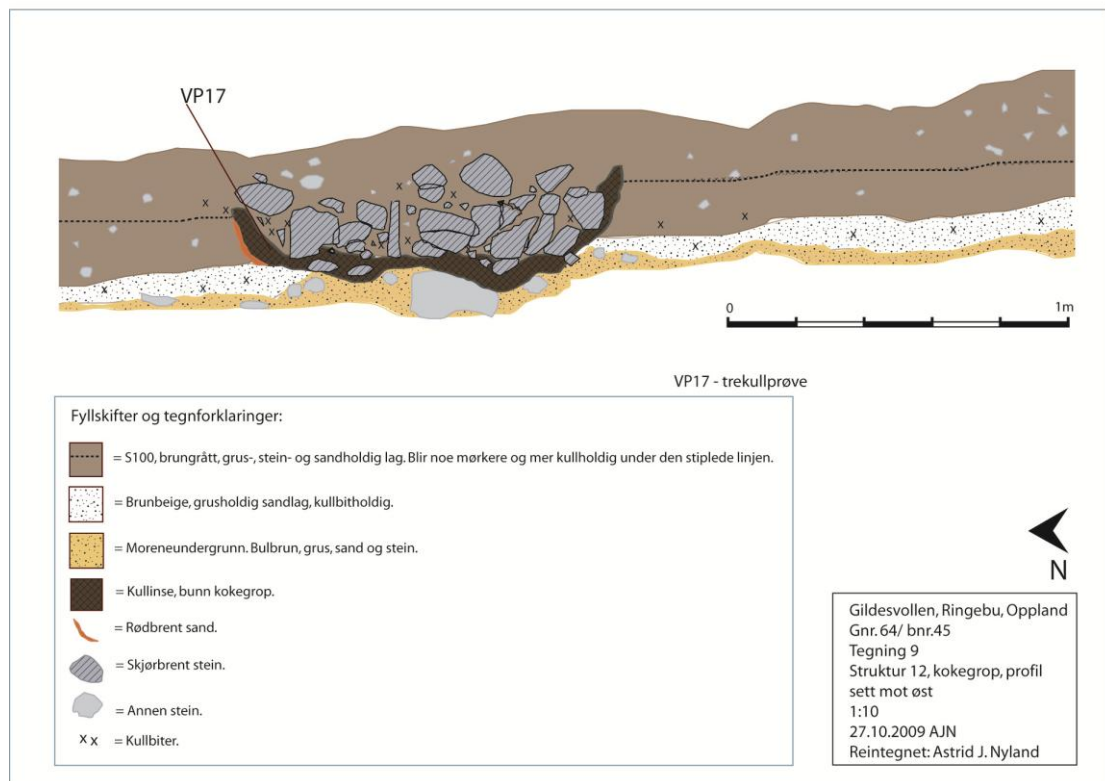 VP17
0 1m
VP17 - trekullprøve
Fyllskifter og tegnforklaringer:
= S100, brungrått, grus-, stein- og sandholdig lag. Blir noe mørkere og mer kullholdig under den stiplede linjen.
= Brunbeige, grusholdig sandlag, kullbitholdig.
= Moreneundergrunn. Bulbrun, grus, sand og stein.
= Kullinse, bunn kokegrop.
= Rødbrent sand.
= Skjørbrent stein.
= Annen stein.
x x = Kullbiter.
N
Gildesvollen, Ringebu, Oppland
Gnr. 64/ bnr.45
Tegning 9
Struktur 12, kokegrop, profil
sett mot øst
1:10
27.10.2009 AJN
Reintegnet: Astrid J. Nyland